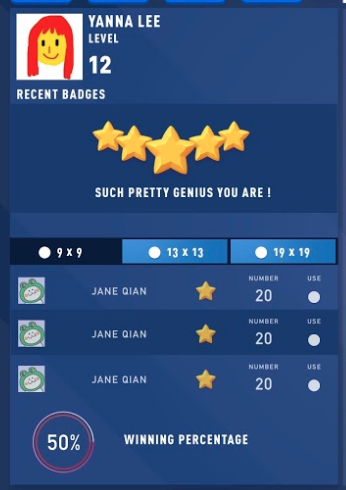 YANNA LEE
LEVEL
12
RECENT BADGES
SUCH PRETTY GENIUS YOU ARE !
9 x 9
13 x 13
19 x 19
JANE QIAN
NUMBER
20
USE
JANE QIAN
NUMBER
20
USE
JANE QIAN
NUMBER
20
USE
50%
WINNING PERCENTAGE